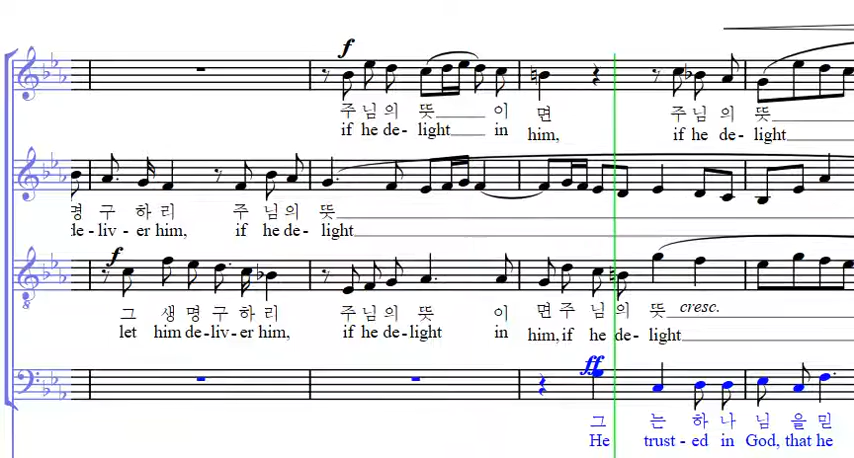 f
주님의 뜻 이 면 주님의 뜻
if he de- light in him, if he de- light
구 하 리 주 님의 뜻
de- liv- er him, if he de- light
f
그 생명구하리 주님의 뜻 이 면주 님 의 뜻 cresc.
let him de-liv-er him, if he de-light in him, if he de- light
ff
그 는 하 나 님 을 믿
He trust - ed in God, that he